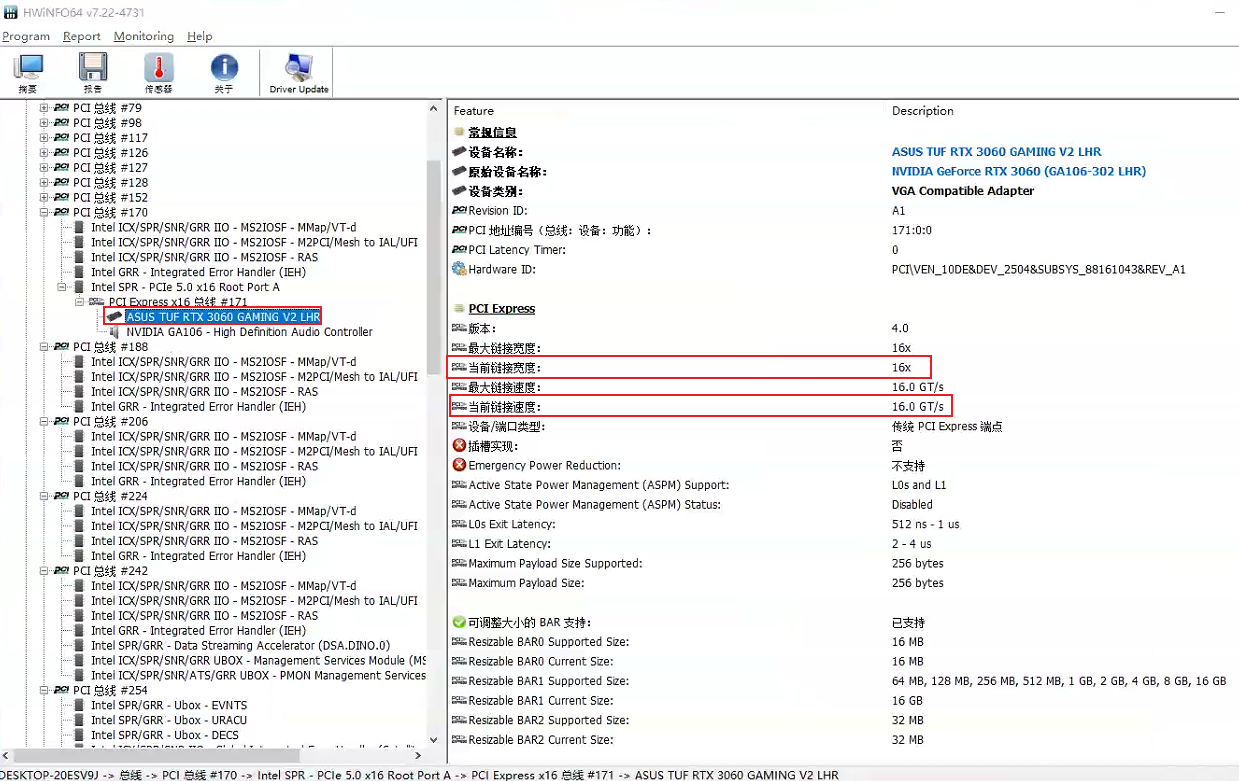 HWiNFO64 v7.22-4731
Program Report Monitoring Help
摘要 报告 传感器 关于 Driver Update
PCI 总线 #79
PCI 总线 #98
PCI 总线 #117
PCI 总线 #126
PCI 总线 #127
PCI 总线 #128
PCI 总线 #152
PCI 总线 #170
Intel ICX/SPR/SNR/GRR IIO - MS2IOSF - MMap/VT-d
Intel ICX/SPR/SNR/GRR IIO - MS2IOSF - M2PCI/Mesh to IAL/UFI
Intel ICX/SPR/SNR/GRR IIO - MS2IOSF - RAS
Intel GRR - Integrated Error Handler (IEH)
Intel SPR - PCIe 5.0 x16 Root Port A
PCI Express x16 总线 #171
ASUS TUF RTX 3060 GAMING V2 LHR
NVIDIA GA106 - High Definition Audio Controller
PCI 总线 #188
Intel ICX/SPR/SNR/GRR IIO - MS2IOSF - MMap/VT-d
Intel ICX/SPR/SNR/GRR IIO - MS2IOSF - M2PCI/Mesh to IAL/UFI
Intel ICX/SPR/SNR/GRR IIO - MS2IOSF - RAS
Intel GRR - Integrated Error Handler (IEH)
PCI 总线 #206
Intel ICX/SPR/SNR/GRR IIO - MS2IOSF - MMap/VT-d
Intel ICX/SPR/SNR/GRR IIO - MS2IOSF - M2PCI/Mesh to IAL/UFI
Intel ICX/SPR/SNR/GRR IIO - MS2IOSF - RAS
Intel GRR - Integrated Error Handler (IEH)
PCI 总线 #224
Intel ICX/SPR/SNR/GRR IIO - MS2IOSF - MMap/VT-d
Intel ICX/SPR/SNR/GRR IIO - MS2IOSF - M2PCI/Mesh to IAL/UFI
Intel ICX/SPR/SNR/GRR IIO - MS2IOSF - RAS
Intel GRR - Integrated Error Handler (IEH)
PCI 总线 #242
Intel ICX/SPR/SNR/GRR IIO - MS2IOSF - MMap/VT-d
Intel ICX/SPR/SNR/GRR IIO - MS2IOSF - M2PCI/Mesh to IAL/UFI
Intel ICX/SPR/SNR/GRR IIO - MS2IOSF - RAS
Intel GRR - Integrated Error Handler (IEH)
Intel SPR/GRR - Data Streaming Accelerator (DSA.DINO.0)
Intel ICX/SPR/SNR/GRR UBOX - Management Services Module (MS
Intel ICX/SPR/SNR/ATS/GRR UBOX - PMON Management Services
PCI 总线 #254
Intel SPR/GRR - Ubox - EVNTS
Intel SPR/GRR - Ubox - URACU
Intel SPR/GRR - Ubox - DECS
Feature Description
常规信息
设备名称: ASUS TUF RTX 3060 GAMING V2 LHR
原始设备名称: NVIDIA GeForce RTX 3060 (GA106-302 LHR)
设备类别: VGA Compatible Adapter
Revision ID: A1
PCI 地址编号（总线：设备：功能）: 171:0:0
PCI Latency Timer: 0
Hardware ID: PCI\VEN_10DE&DEV_2504&SUBSYS_88161043&REV_A1
PCI Express
版本: 4.0
最大链接宽度: 16x
当前链接宽度: 16x
最大链接速度: 16.0 GT/s
当前链接速度: 16.0 GT/s
设备/端口类型: 传统 PCI Express 端点
插槽实现: 否
Emergency Power Reduction: 不支持
Active State Power Management (ASPM) Support: L0s and L1
Active State Power Management (ASPM) Status: Disabled
L0s Exit Latency: 512 ns - 1 us
L1 Exit Latency: 2 - 4 us
Maximum Payload Size Supported: 256 bytes
Maximum Payload Size: 256 bytes
可调整大小的 BAR 支持: 已支持
Resizable BAR0 Supported Size: 16 MB
Resizable BAR0 Current Size: 16 MB
Resizable BAR1 Supported Size: 64 MB, 128 MB, 256 MB, 512 MB, 1 GB, 2 GB, 4 GB, 8 GB, 16 GB
Resizable BAR1 Current Size: 16 GB
Resizable BAR2 Supported Size: 32 MB
Resizable BAR2 Current Size: 32 MB
DESKTOP-20ESV9J -> 总线 -> PCI 总线 #170 -> Intel SPR - PCIe 5.0 x16 Root Port A -> PCI Express x16 总线 #171 -> ASUS TUF RTX 3060 GAMING V2 LHR